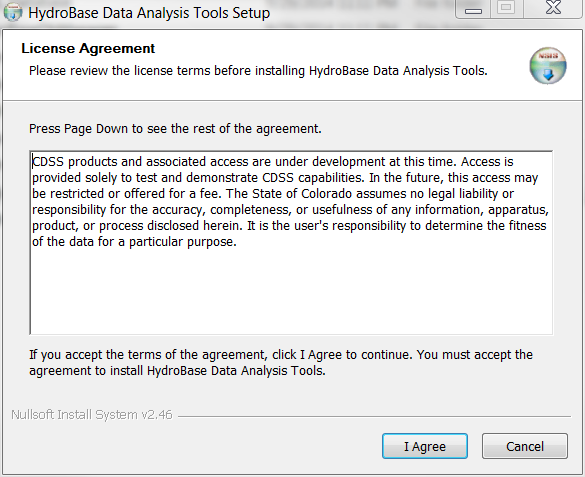 HydroBase Data Analysis Tools Setup
License Agreement
Please review the license terms before installing HydroBase Data Analysis Tools.
Press Page Down to see the rest of the agreement.
CDSS products and associated access are under development at this time. Access is
provided solely to test and demonstrate CDSS capabilities. In the future, this access may
be restricted or offered for a fee. The State of Colorado assumes no legal liability or
responsibility for the accuracy, completeness, or usefulness of any information, apparatus,
product, or process disclosed herein. It is the user's responsibility to determine the fitness
of the data for a particular purpose.
If you accept the terms of the agreement, click I Agree to continue. You must accept the
agreement to install HydroBase Data Analysis Tools.
Nullsoft Install System v2.46
I Agree
Cancel